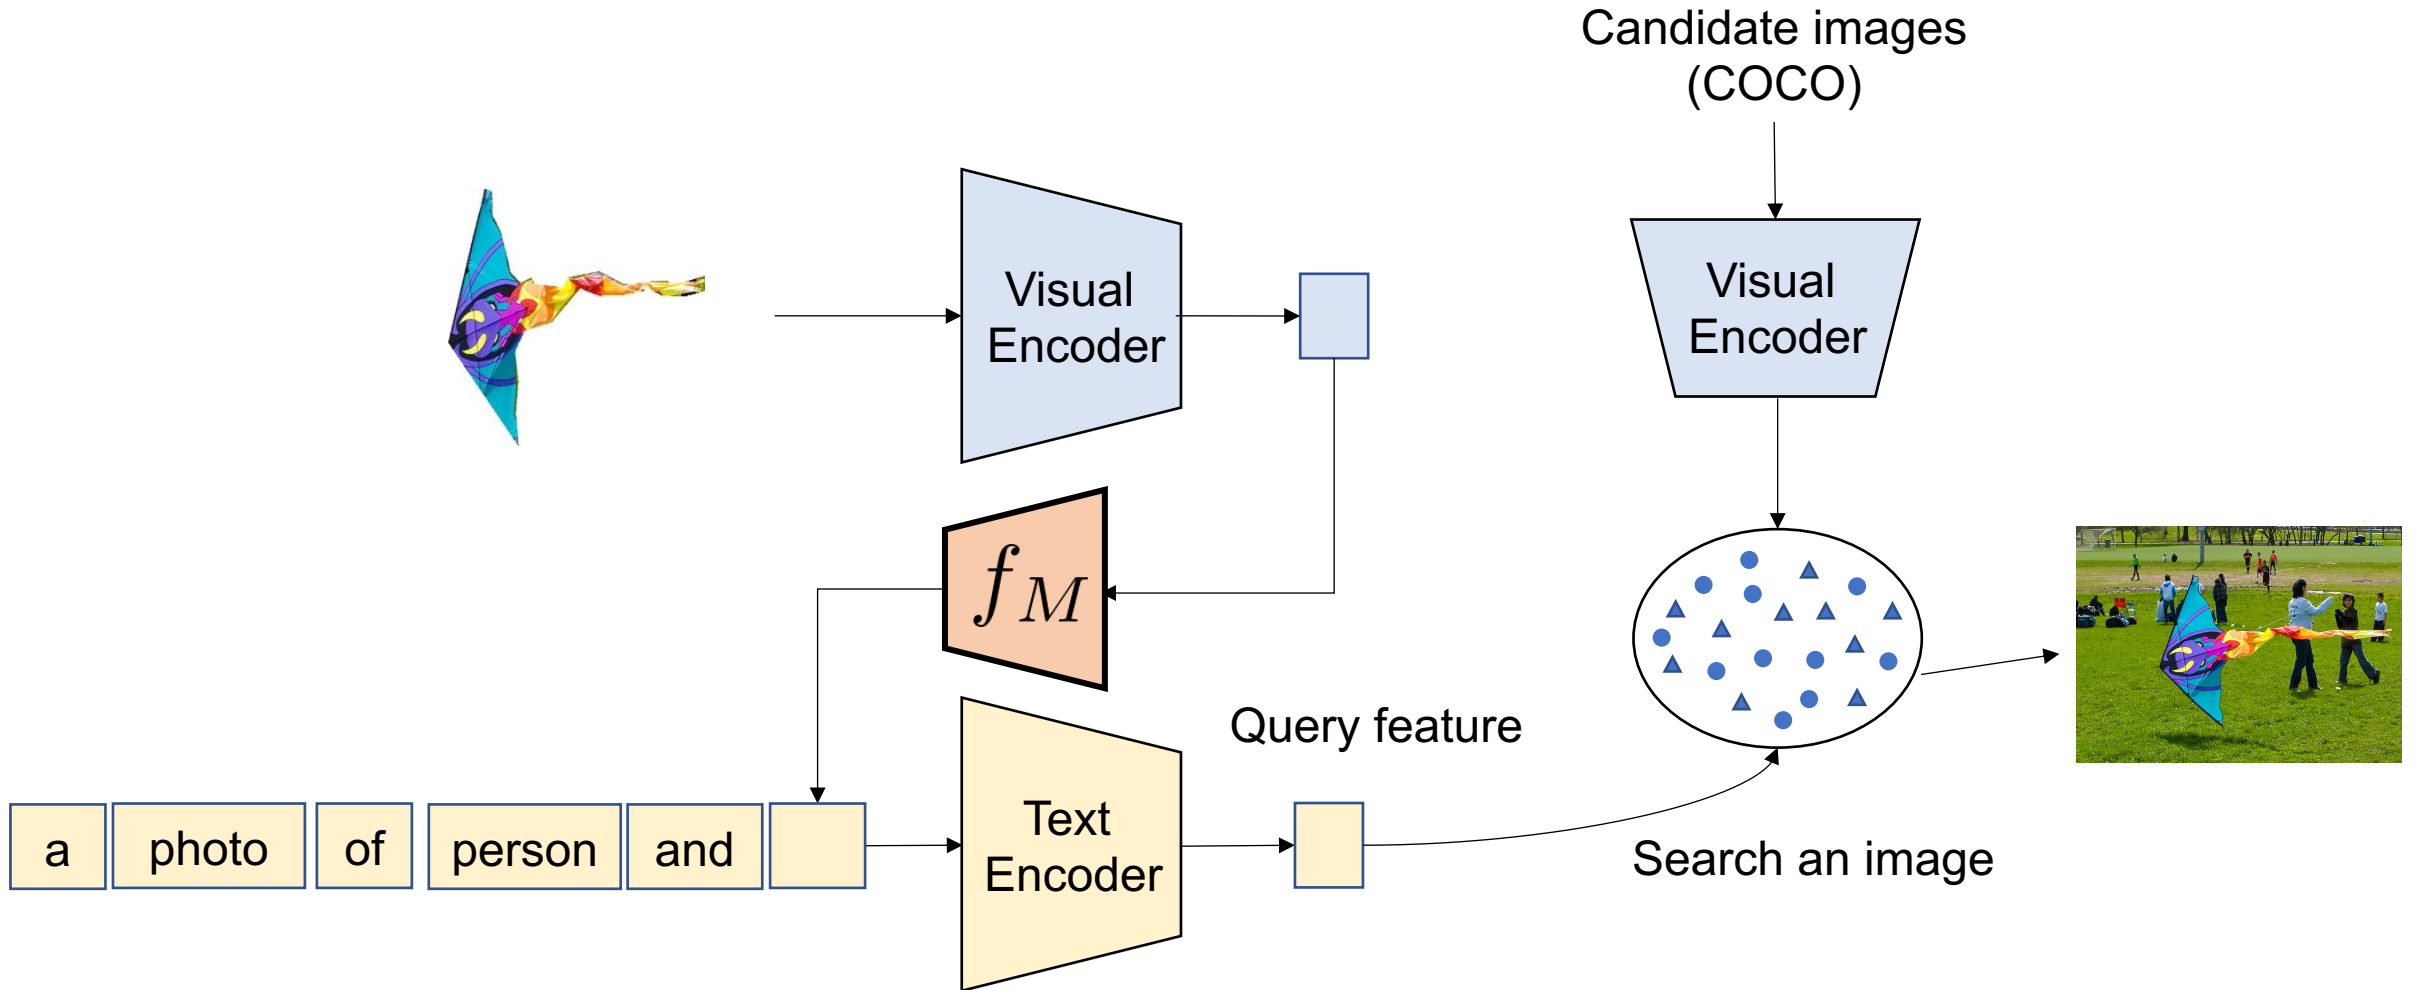 Candidate images
(COCO)
Visual
Encoder
Visual
Encoder
f_M
Query feature
a photo of person and
Text
Encoder
Search an image